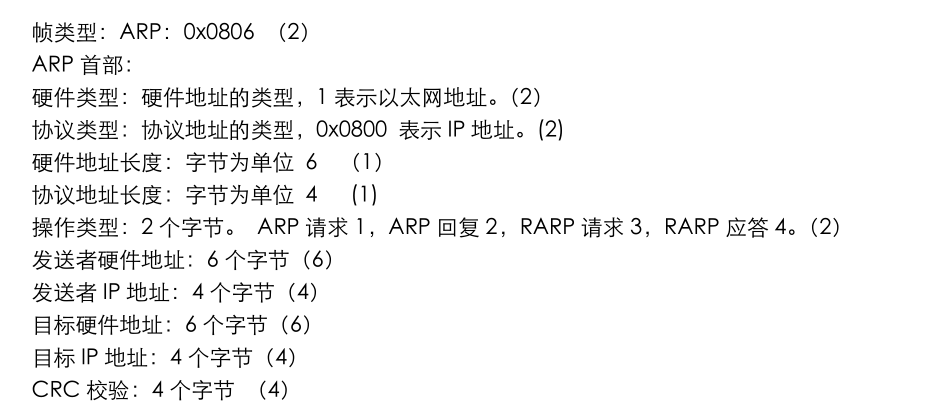 帧类型：ARP：0x0806 （2）
ARP 首部：
硬件类型：硬件地址的类型，1 表示以太网地址。（2）
协议类型：协议地址的类型，0x0800 表示 IP 地址。(2)
硬件地址长度：字节为单位 6 （1）
协议地址长度：字节为单位 4 (1)
操作类型：2 个字节。 ARP 请求 1，ARP 回复 2，RARP 请求 3，RARP 应答 4。（2）
发送者硬件地址：6 个字节（6）
发送者 IP 地址：4 个字节（4）
目标硬件地址：6 个字节（6）
目标 IP 地址：4 个字节（4）
CRC 校验：4 个字节 （4）